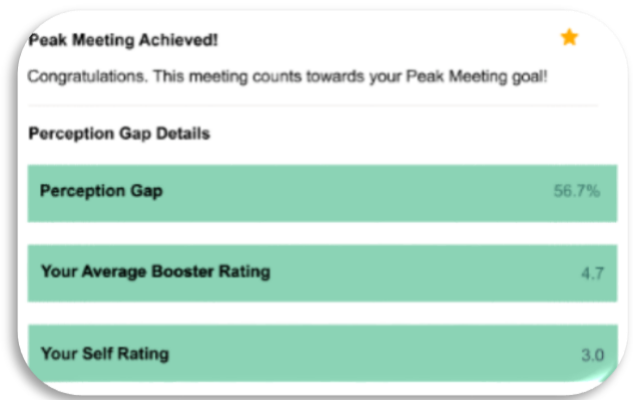 Peak Meeting Achieved!
Congratulations. This meeting counts towards your Peak Meeting goal!
Perception Gap Details
Perception Gap 56.7%
Your Average Booster Rating 4.7
Your Self Rating 3.0